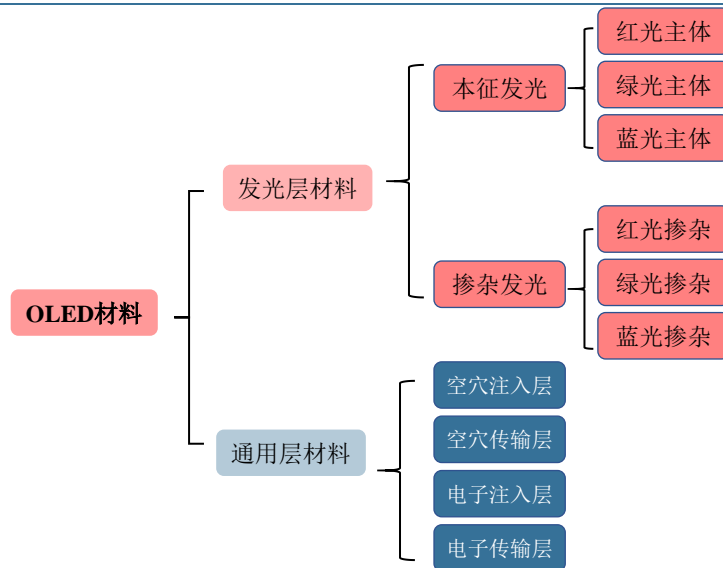 OLED材料
发光层材料
本征发光
红光主体
绿光主体
蓝光主体
掺杂发光
红光掺杂
绿光掺杂
蓝光掺杂
通用层材料
空穴注入层
空穴传输层
电子注入层
电子传输层